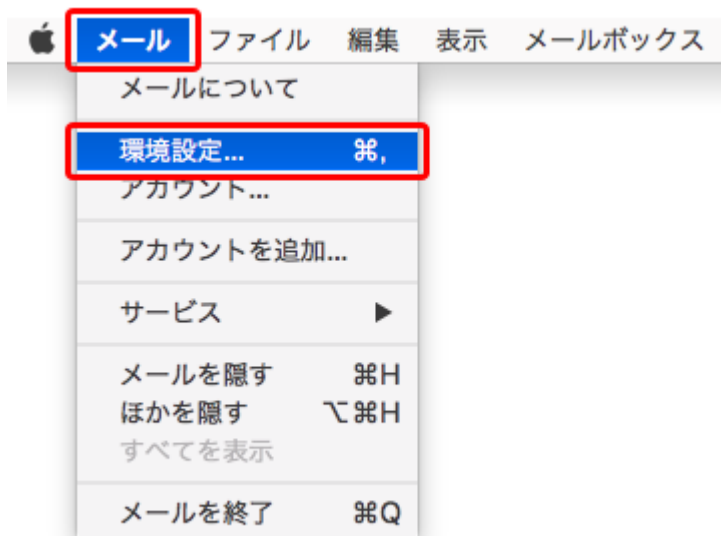 メール ファイル 編集 表示 メールボックス
メールについて
環境設定... ⌘,
アカウント...
アカウントを追加...
サービス ▶
メールを隠す ⌘H
ほかを隠す ⌥⌘H
すべてを表示
メールを終了 ⌘Q